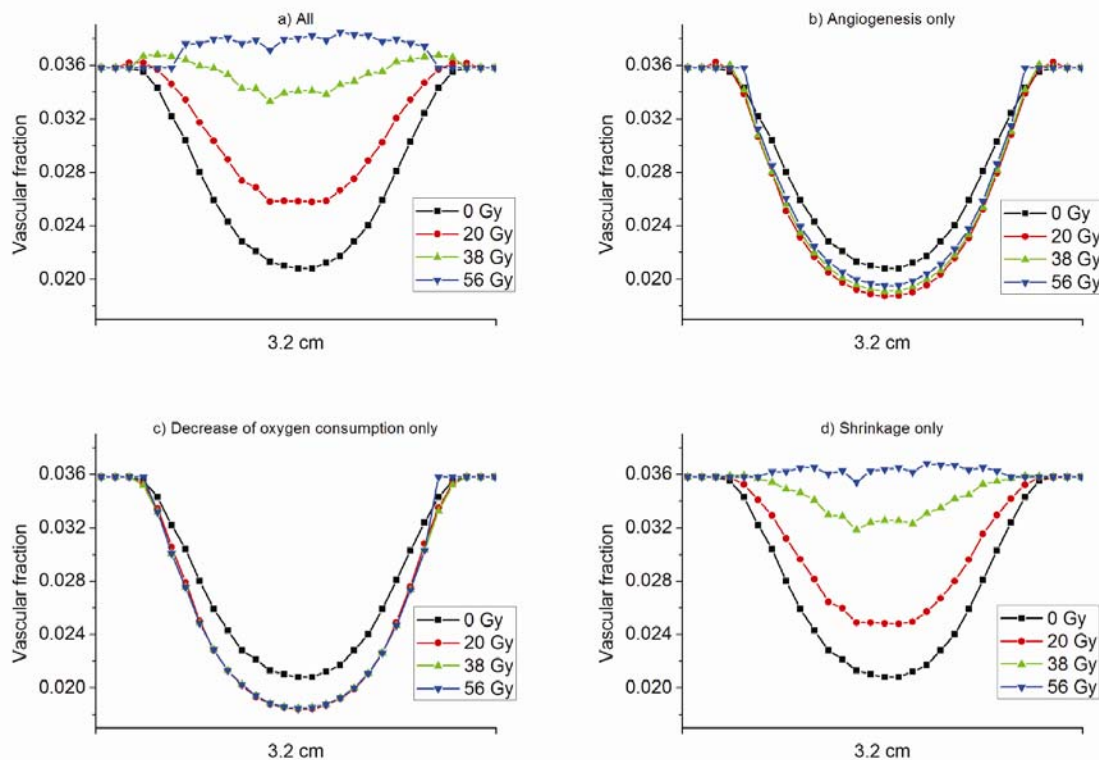 a) All
Vascular fraction
0.036
0.032
0.028
0.024
0.020
0 Gy
20 Gy
38 Gy
56 Gy
3.2 cm
b) Angiogenesis only
Vascular fraction
0.036
0.032
0.028
0.024
0.020
0 Gy
20 Gy
38 Gy
56 Gy
3.2 cm
c) Decrease of oxygen consumption only
Vascular fraction
0.036
0.032
0.028
0.024
0.020
0 Gy
20 Gy
38 Gy
56 Gy
3.2 cm
d) Shrinkage only
Vascular fraction
0.036
0.032
0.028
0.024
0.020
0 Gy
20 Gy
38 Gy
56 Gy
3.2 cm